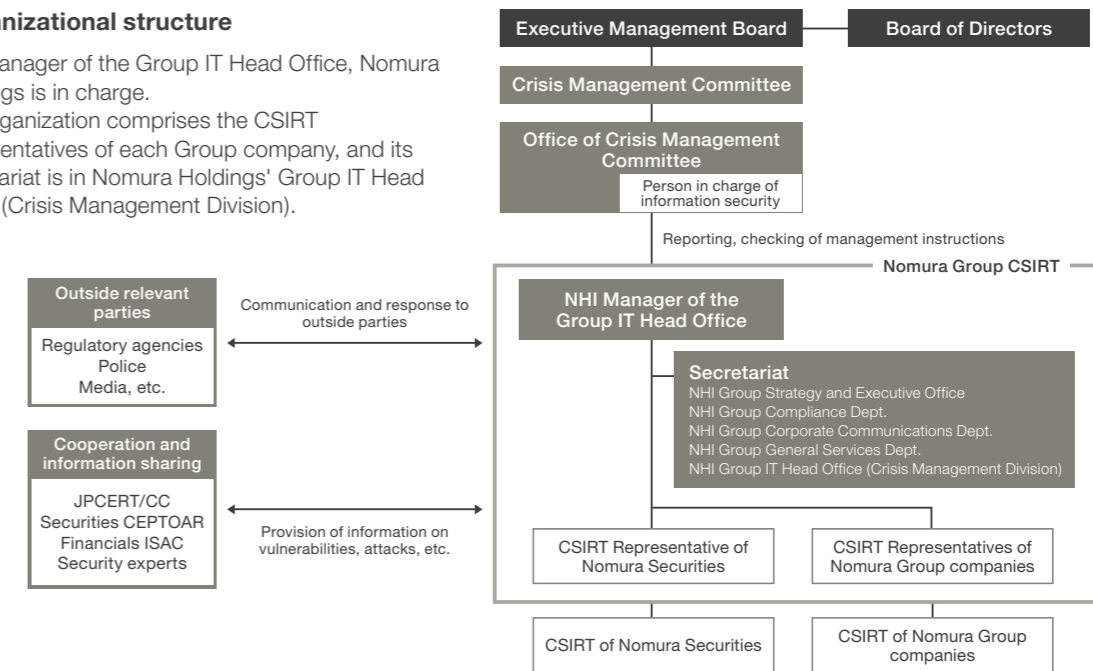 anizational structure
anager of the Group IT Head Office, Nomura
ngs is in charge.
ganization comprises the CSIRT
entatives of each Group company, and its
ariat is in Nomura Holdings' Group IT Head
(Crisis Management Division).
Executive Management Board
Board of Directors
Crisis Management Committee
Office of Crisis Management
Committee
Person in charge of
information security
Reporting, checking of management instructions
Nomura Group CSIRT
Outside relevant
parties
Regulatory agencies
Police
Media, etc.
Communication and response to
outside parties
NHI Manager of the
Group IT Head Office
Secretariat
NHI Group Strategy and Executive Office
NHI Group Compliance Dept.
NHI Group Corporate Communications Dept.
NHI Group General Services Dept.
NHI Group IT Head Office (Crisis Management Division)
Cooperation and
information sharing
JPCERT/CC
Securities CEPTOAR
Financials ISAC
Security experts
Provision of information on
vulnerabilities, attacks, etc.
CSIRT Representative of
Nomura Securities
CSIRT Representatives of
Nomura Group companies
CSIRT of Nomura Securities
CSIRT of Nomura Group
companies